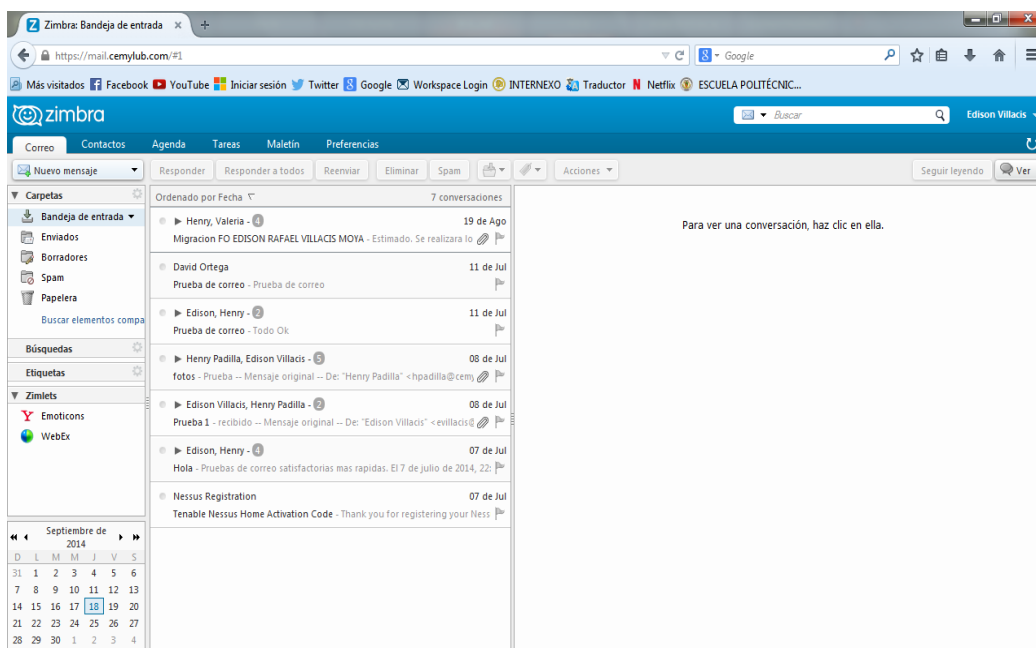 Zimbra: Bandeja de entrada
https://mail.cemylub.com/#1
Google
Más visitados Facebook YouTube Iniciar sesión Twitter Google Workspace Login INTERNEXO Traductor Netflix ESCUELA POLITÉCNIC...
zimbra
Buscar
Edison Villacis
Correo Contactos Agenda Tareas Maletín Preferencias
Nuevo mensaje Responder Responder a todos Reenviar Eliminar Spam Acciones Seguir leyendo Ver
Carpetas
Bandeja de entrada
Enviados
Borradores
Spam
Papelera
Buscar elementos compa
Búsquedas
Etiquetas
Zimlets
Emoticons
WebEx
Septiembre de
2014
D L M M J V S
31 1 2 3 4 5 6
7 8 9 10 11 12 13
14 15 16 17 18 19 20
21 22 23 24 25 26 27
28 29 30 1 2 3 4
Ordenado por Fecha 7 conversaciones
Henry, Valeria - 4 19 de Ago
Migracion FO EDISON RAFAEL VILLACIS MOYA - Estimado. Se realizara lo
David Ortega 11 de Jul
Prueba de correo - Prueba de correo
Edison, Henry - 2 11 de Jul
Prueba de correo - Todo Ok
Henry Padilla, Edison Villacis - 5 08 de Jul
fotos - Prueba -- Mensaje original -- De: "Henry Padilla" <hpadilla@cemy
Edison Villacis, Henry Padilla - 2 08 de Jul
Prueba 1 - recibido -- Mensaje original -- De: "Edison Villacis" <evillacis@
Edison, Henry - 4 07 de Jul
Hola - Pruebas de correo satisfactorias mas rapidas. El 7 de julio de 2014, 22:
Nessus Registration 07 de Jul
Tenable Nessus Home Activation Code - Thank you for registering your Ness
Para ver una conversación, haz clic en ella.